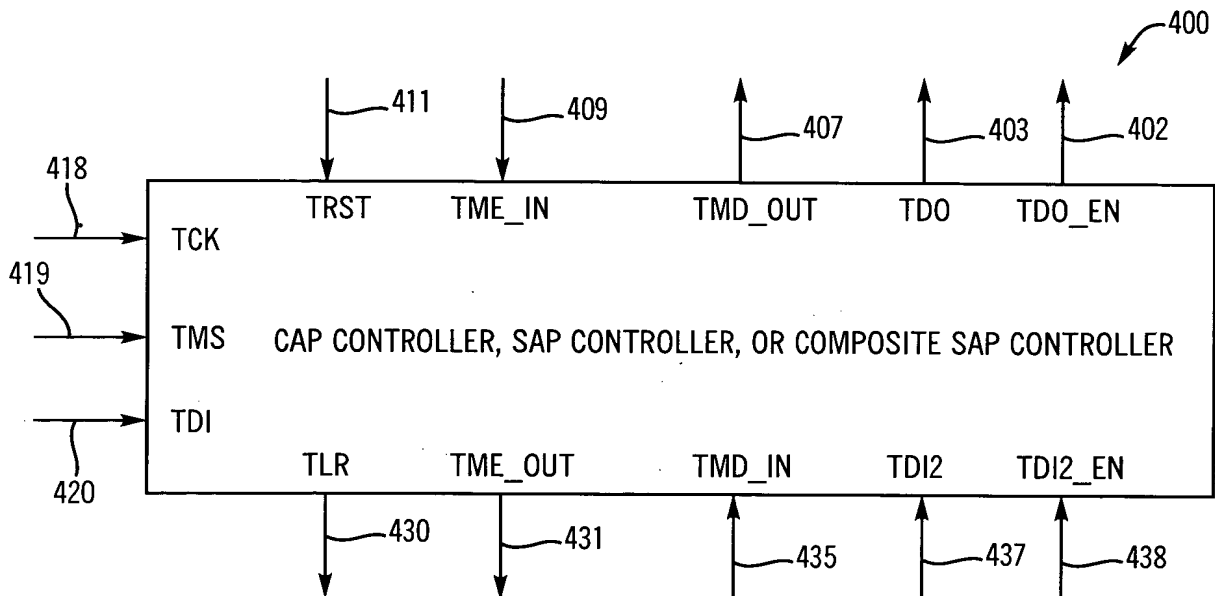 400
411 409 407 403 402
418
TRST TME_IN TMD_OUT TDO TDO_EN
TCK
419
TMS CAP CONTROLLER, SAP CONTROLLER, OR COMPOSITE SAP CONTROLLER
TDI
TLR TME_OUT TMD_IN TDI2 TDI2_EN
420
430 431 435 437 438